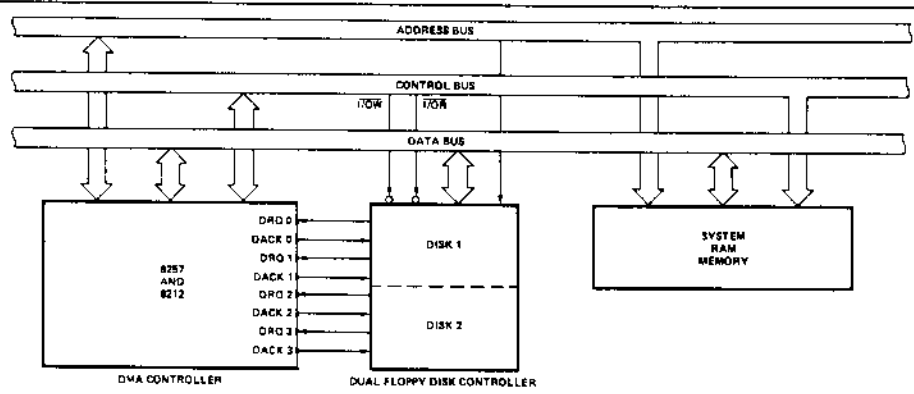 ADDRESS BUS
CONTROL BUS
I/OW I/OR
DATA BUS
DRQ 0
DACK 0
DRQ 1
DACK 1
DRQ 2
DACK 2
DRQ 3
DACK 3
8257
AND
8212
DISK 1
DISK 2
SYSTEM
RAM
MEMORY
DMA CONTROLLER
DUAL FLOPPY DISK CONTROLLER